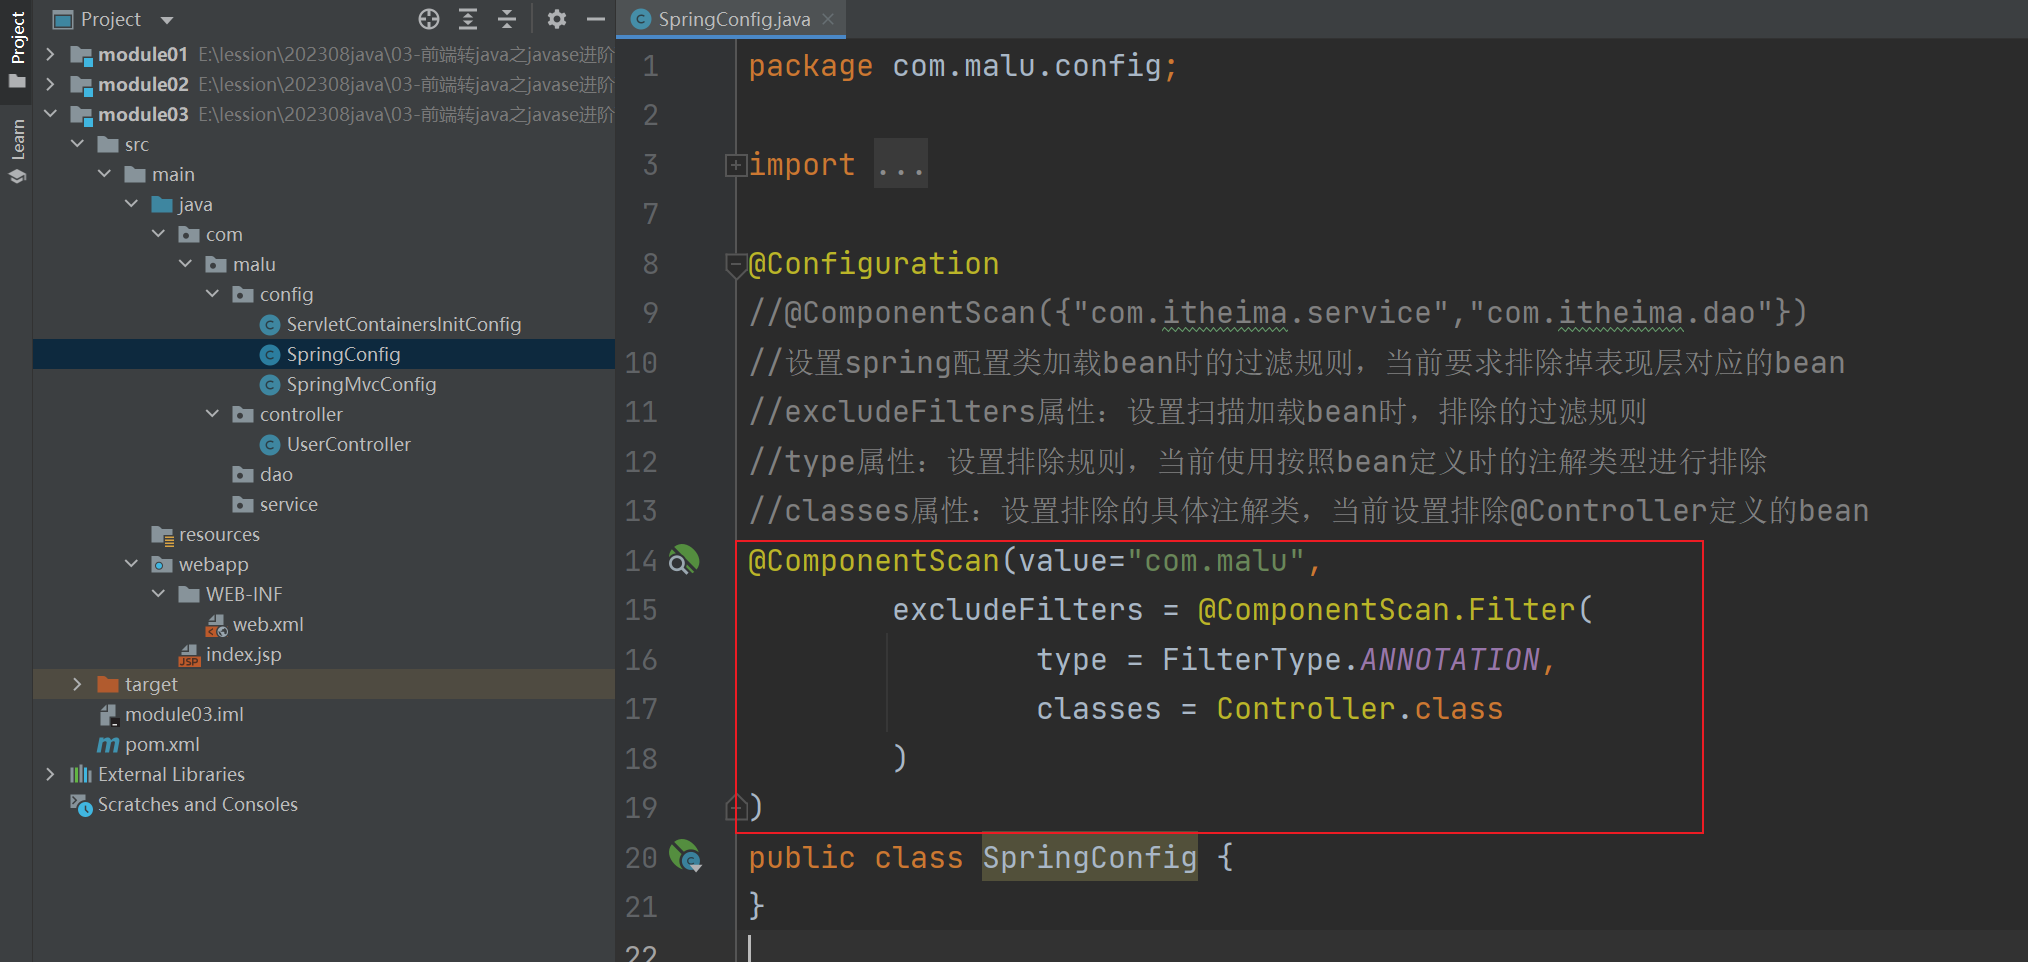 Project
Learn
Project
module01 E:\lession\202308java\03-前端转java之javase进阶
module02 E:\lession\202308java\03-前端转java之javase进阶
module03 E:\lession\202308java\03-前端转java之javase进阶
src
main
java
com
malu
config
ServletContainersInitConfig
SpringConfig
SpringMvcConfig
controller
UserController
dao
service
resources
webapp
WEB-INF
web.xml
index.jsp
target
module03.iml
pom.xml
External Libraries
Scratches and Consoles
SpringConfig.java
1 package com.malu.config;
2
3 import ...
7
8 @Configuration
9 //@ComponentScan({"com.itheima.service","com.itheima.dao"})
10 //设置spring配置类加载bean时的过滤规则，当前要求排除掉表现层对应的bean
11 //excludeFilters属性：设置扫描加载bean时，排除的过滤规则
12 //type属性：设置排除规则，当前使用按照bean定义时的注解类型进行排除
13 //classes属性：设置排除的具体注解类，当前设置排除@Controller定义的bean
14 @ComponentScan(value="com.malu",
15 excludeFilters = @ComponentScan.Filter(
16 type = FilterType.ANNOTATION,
17 classes = Controller.class
18 )
19 )
20 public class SpringConfig {
21 }
22